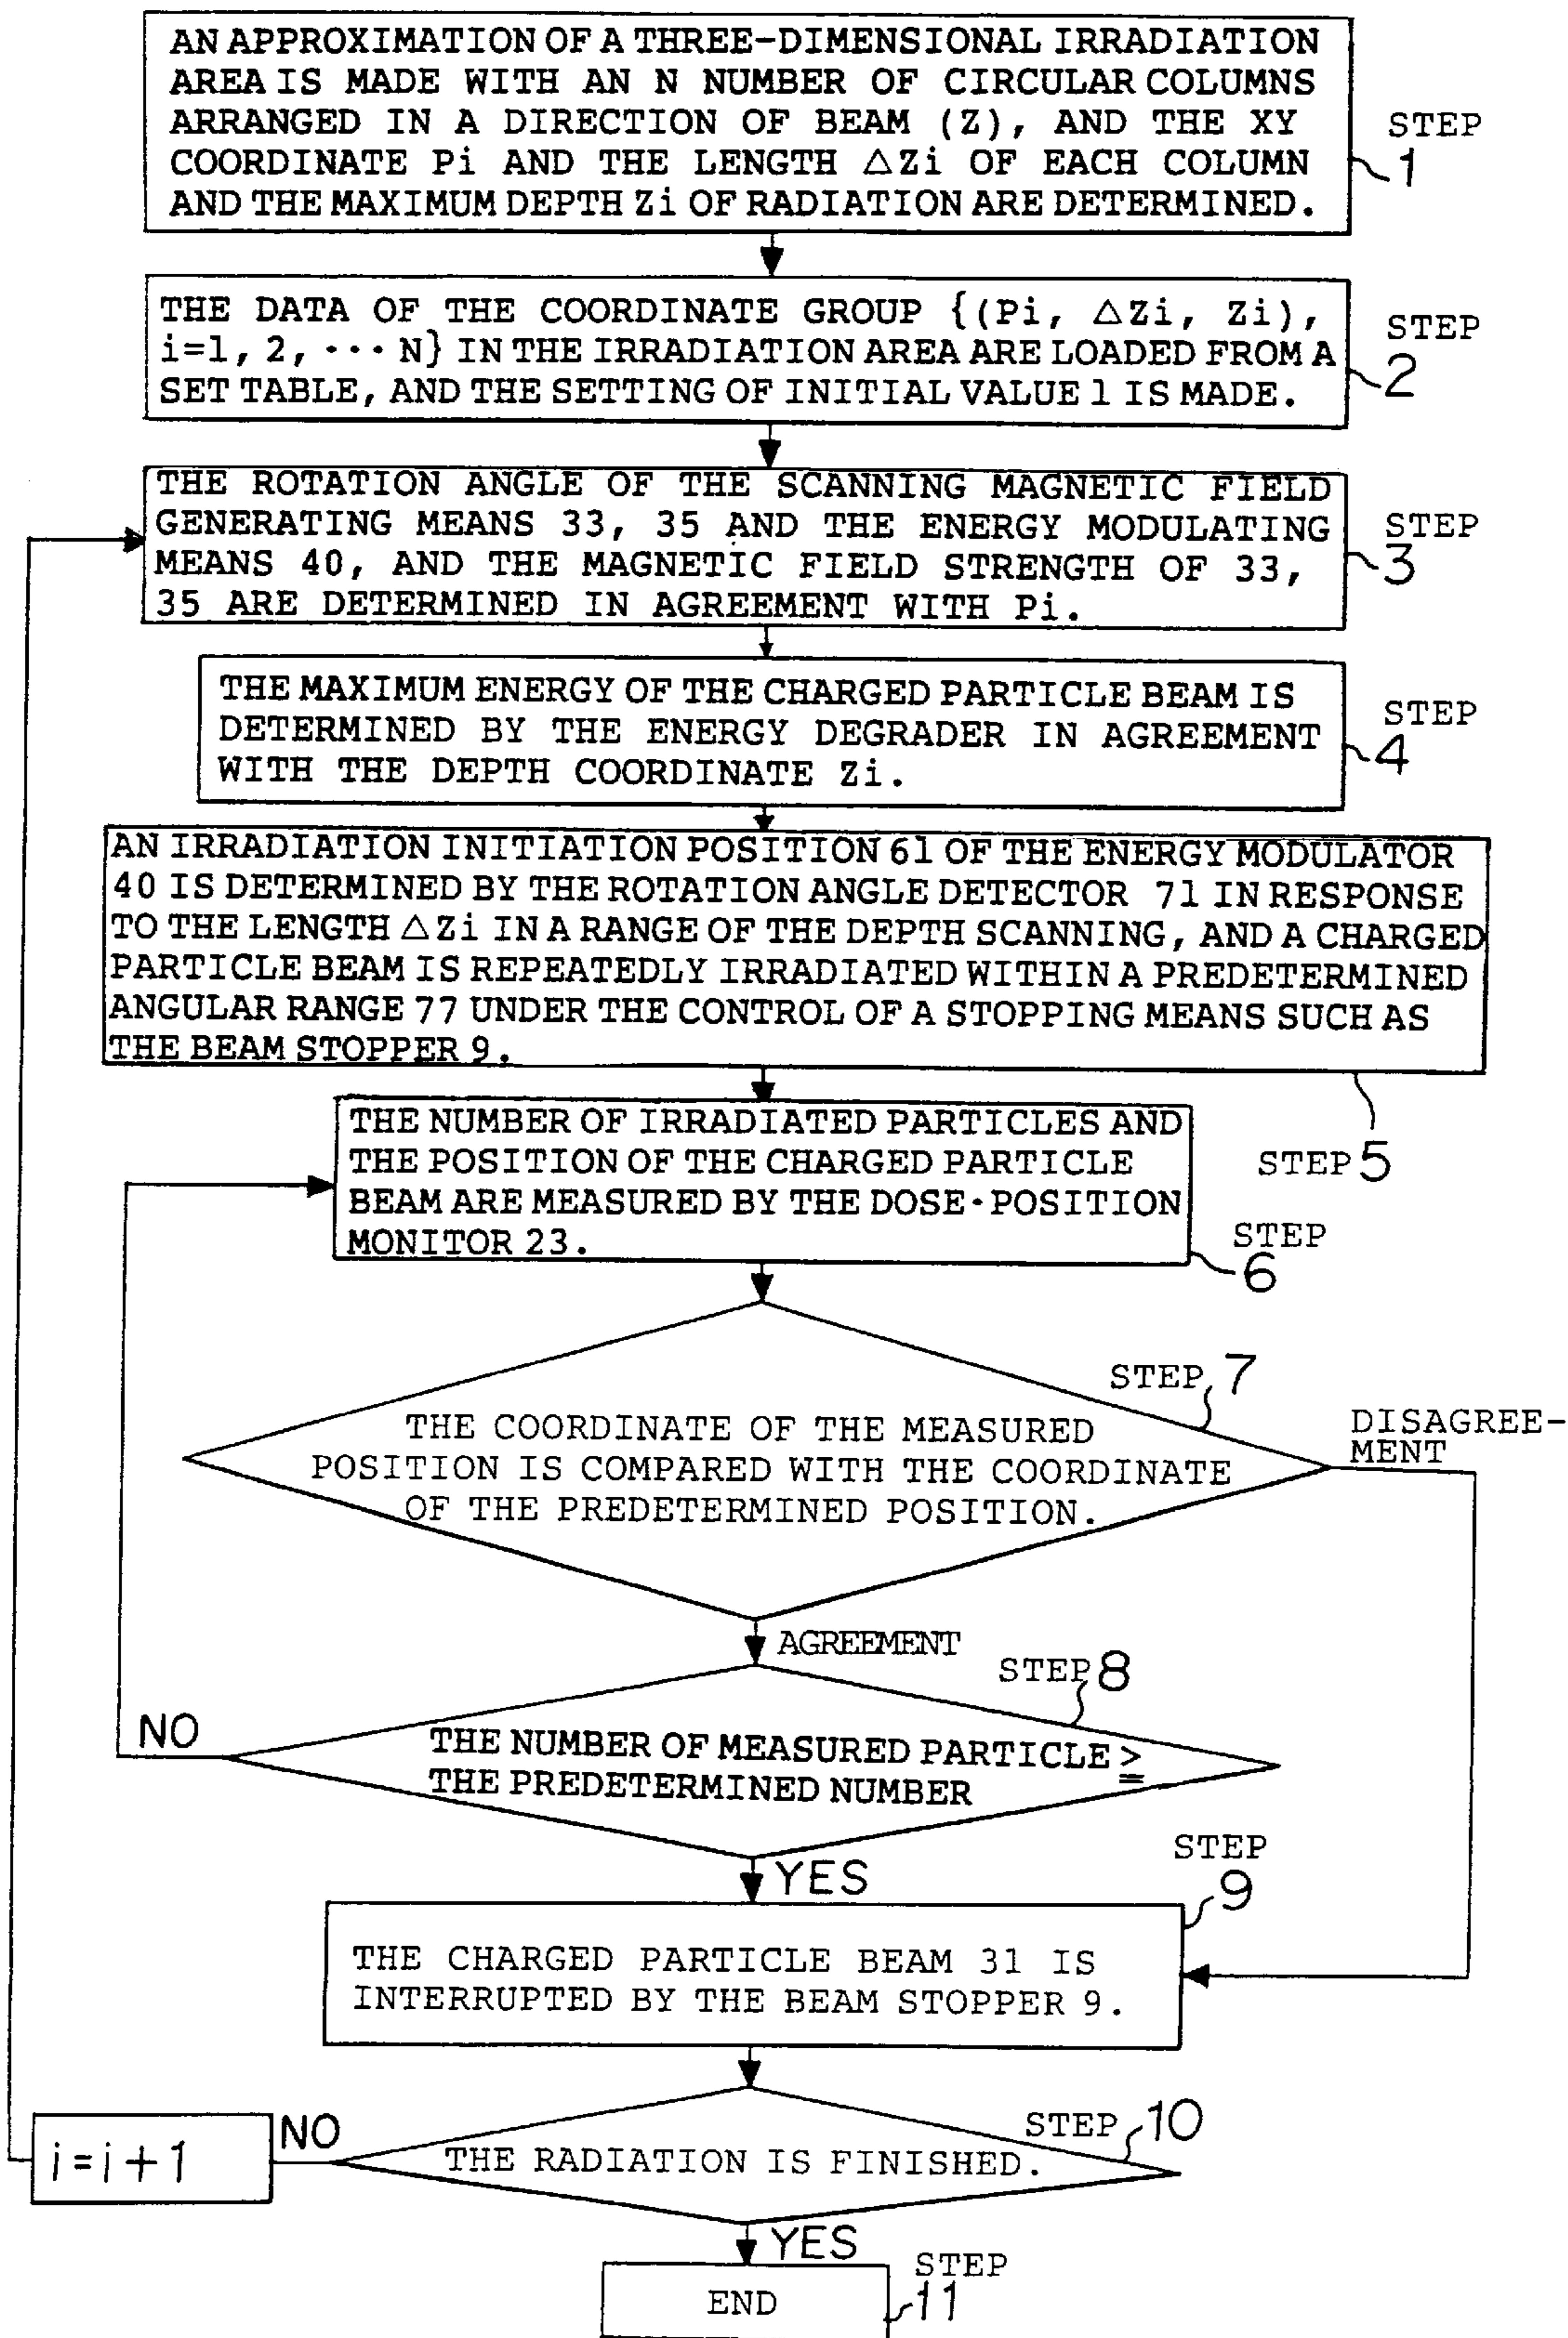 AN APPROXIMATION OF A THREE-DIMENSIONAL IRRADIATION
AREA IS MADE WITH AN N NUMBER OF CIRCULAR COLUMNS
ARRANGED IN A DIRECTION OF BEAM (Z), AND THE XY
COORDINATE Pi AND THE LENGTH △Zi OF EACH COLUMN
AND THE MAXIMUM DEPTH Zi OF RADIATION ARE DETERMINED.
STEP
1
THE DATA OF THE COORDINATE GROUP {(Pi, △Zi, Zi),
i=1, 2, ··· N} IN THE IRRADIATION AREA ARE LOADED FROM A
SET TABLE, AND THE SETTING OF INITIAL VALUE 1 IS MADE.
STEP
2
THE ROTATION ANGLE OF THE SCANNING MAGNETIC FIELD
GENERATING MEANS 33, 35 AND THE ENERGY MODULATING
MEANS 40, AND THE MAGNETIC FIELD STRENGTH OF 33,
35 ARE DETERMINED IN AGREEMENT WITH Pi.
STEP
3
THE MAXIMUM ENERGY OF THE CHARGED PARTICLE BEAM IS
DETERMINED BY THE ENERGY DEGRADER IN AGREEMENT
WITH THE DEPTH COORDINATE Zi.
STEP
4
AN IRRADIATION INITIATION POSITION 61 OF THE ENERGY MODULATOR
40 IS DETERMINED BY THE ROTATION ANGLE DETECTOR 71 IN RESPONSE
TO THE LENGTH △Zi IN A RANGE OF THE DEPTH SCANNING, AND A CHARGED
PARTICLE BEAM IS REPEATEDLY IRRADIATED WITHIN A PREDETERMINED
ANGULAR RANGE 77 UNDER THE CONTROL OF A STOPPING MEANS SUCH AS
THE BEAM STOPPER 9.
STEP 5
THE NUMBER OF IRRADIATED PARTICLES AND
THE POSITION OF THE CHARGED PARTICLE
BEAM ARE MEASURED BY THE DOSE·POSITION
MONITOR 23.
STEP
6
STEP 7
THE COORDINATE OF THE MEASURED
POSITION IS COMPARED WITH THE COORDINATE
OF THE PREDETERMINED POSITION.
DISAGREE-
MENT
AGREEMENT
STEP 8
NO
THE NUMBER OF MEASURED PARTICLE ≧
THE PREDETERMINED NUMBER
YES
STEP
9
THE CHARGED PARTICLE BEAM 31 IS
INTERRUPTED BY THE BEAM STOPPER 9.
STEP 10
THE RADIATION IS FINISHED.
NO
i=i+1
YES
STEP
11
END